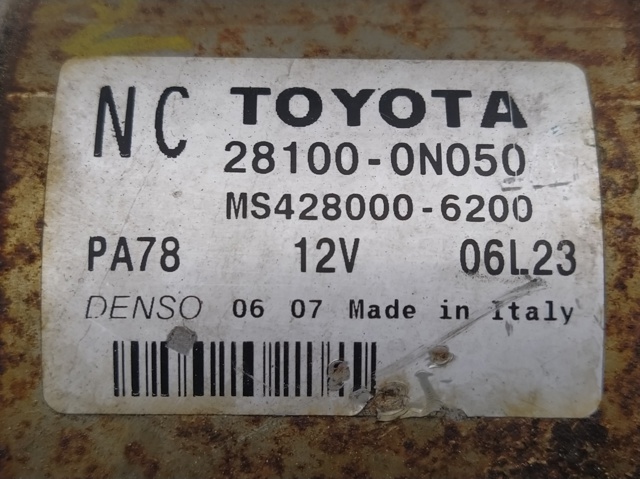 NC TOYOTA
28100-0N050
MS428000-6200
PA78 12V 06L23
DENSO 06 07 Made in Italy